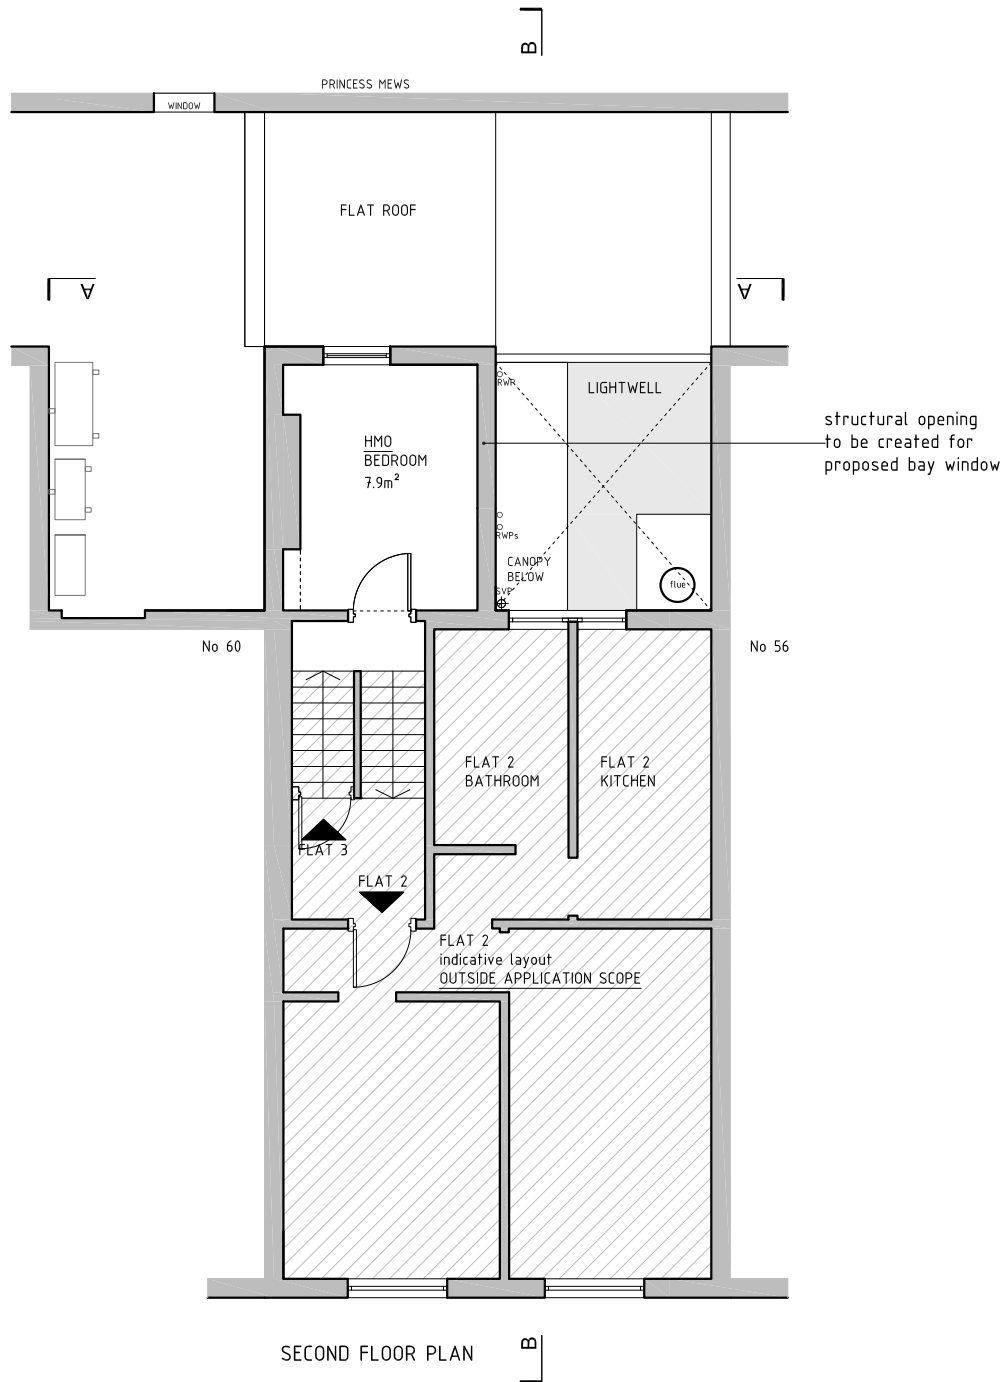 B
PRINCESS MEWS
WINDOW
FLAT ROOF
A
A
RWP
LIGHTWELL
structural opening
to be created for
proposed bay window
HMO
BEDROOM
7.9m²
RWPs
CANOPY
BELOW
SVP
flue
No 60
No 56
FLAT 2
BATHROOM
FLAT 2
KITCHEN
FLAT 3
FLAT 2
FLAT 2
indicative layout
OUTSIDE APPLICATION SCOPE
SECOND FLOOR PLAN
B